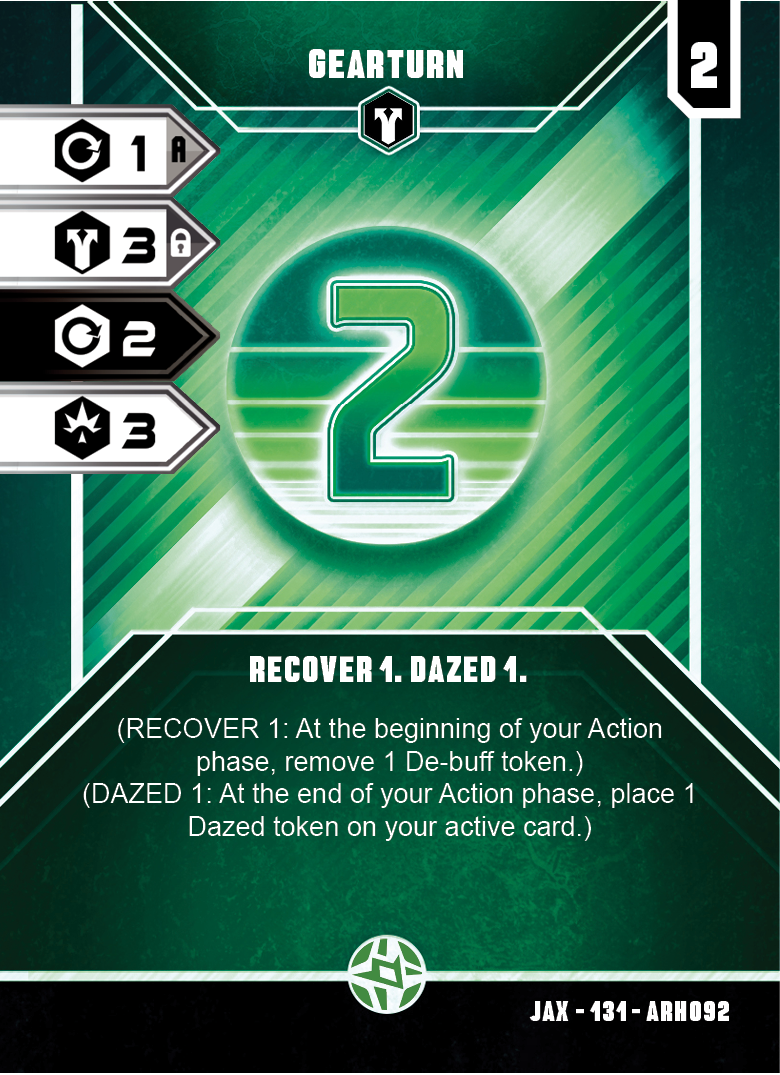 GEARTURN
2
1 A
3
2
3
2
RECOVER 1. DAZED 1.
(RECOVER 1: At the beginning of your Action
phase, remove 1 De-buff token.)
(DAZED 1: At the end of your Action phase, place 1
Dazed token on your active card.)
JAX - 131 - ARH092